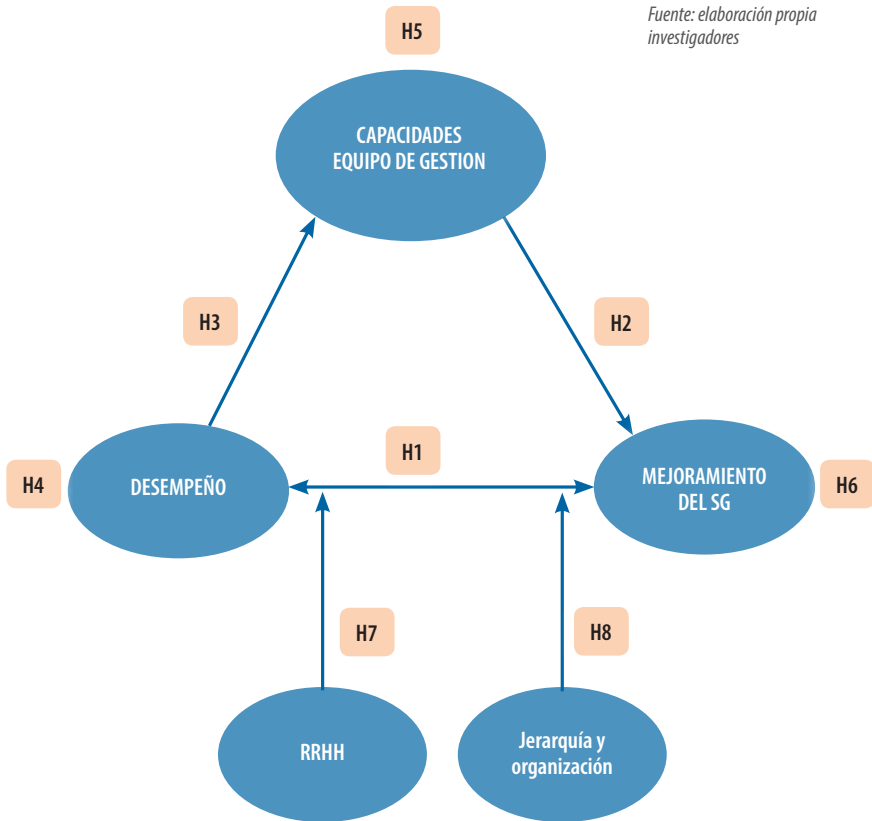 Fuente: elaboración propia
investigadores
H5
CAPACIDADES
EQUIPO DE GESTION
H3
H2
H1
H4
DESEMPEÑO
MEJORAMIENTO
DEL SG
H6
H7
H8
RRHH
Jerarquía y
organización